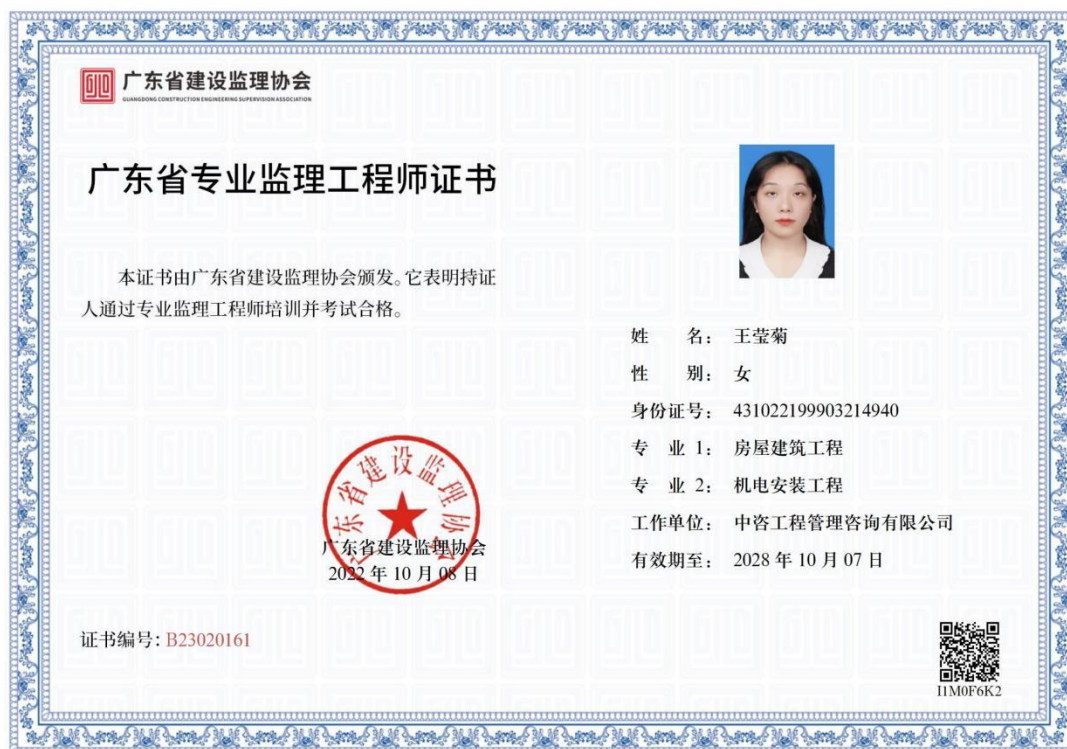 广东省建设监理协会
GUANGDONG CONSTRUCTION ENGINEERING SUPERVISION ASSOCIATION
广东省专业监理工程师证书
本证书由广东省建设监理协会颁发。它表明持证
人通过专业监理工程师培训并考试合格。
姓 名: 王莹菊
性 别: 女
身份证号: 431022199903214940
专 业 1: 房屋建筑工程
专 业 2: 机电安装工程
工作单位: 中咨工程管理咨询有限公司
有效期至: 2028 年 10 月 07 日
广东省建设监理协会
广东省建设监理协会
2022 年 10 月 08 日
证书编号: B23020161
I1M0F6K2